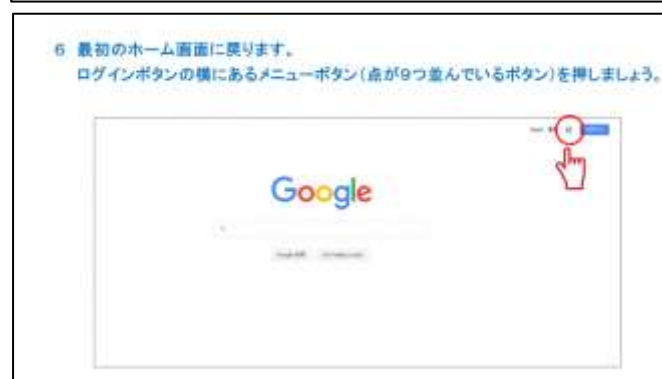 6 最初のホーム画面に戻ります。
ログインボタンの横にあるメニューボタン(点が9つ並んでいるボタン)を押しましょう。
Google